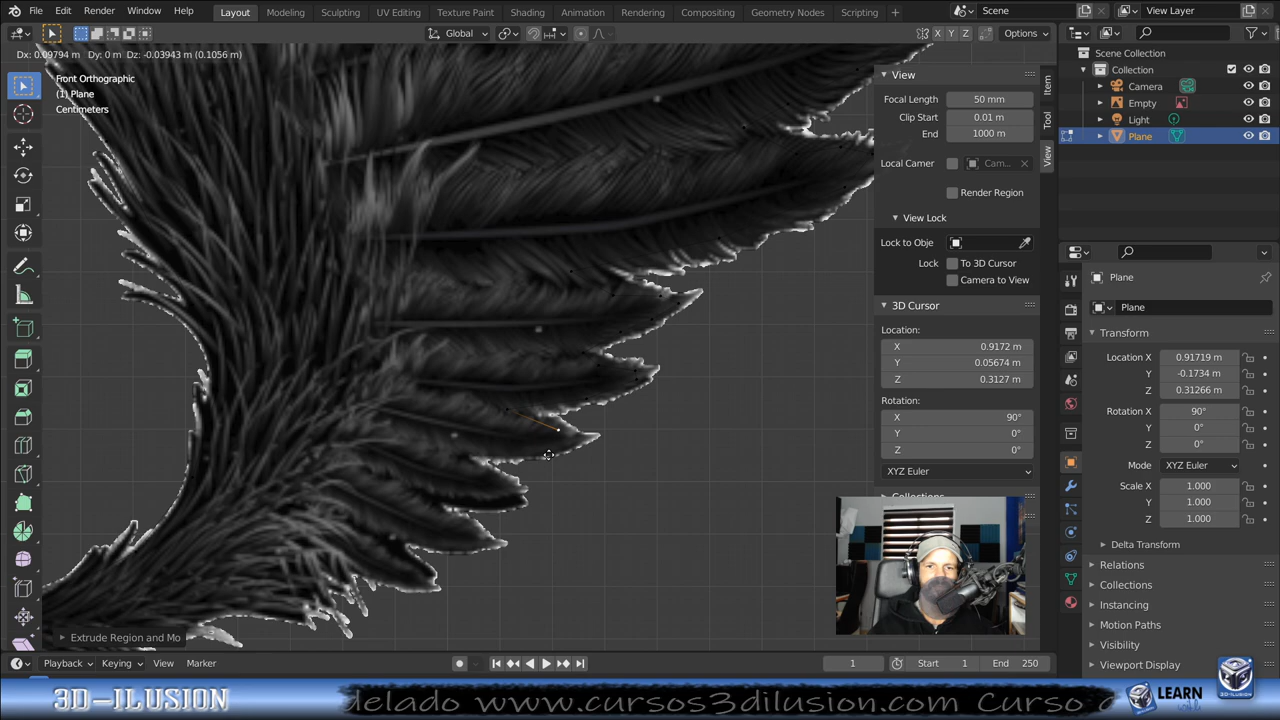 File Edit Render Window Help Layout Modeling Sculpting UV Editing Texture Paint Shading Animation Rendering Compositing Geometry Nodes Scripting + Scene View Layer
Global X Y Z Options
Dx: 0.09794 m Dy: 0 m Dz: -0.03943 m (0.1056 m)
Front Orthographic
(1) Plane
Centimeters
View
Focal Length 50 mm
Clip Start 0.01 m
End 1000 m
Local Camer Cam...
Render Region
View Lock
Lock to Obje
Lock To 3D Cursor
Camera to View
3D Cursor
Location:
X 0.9172 m
Y 0.05674 m
Z 0.3127 m
Rotation:
X 90°
Y 0°
Z 0°
XYZ Euler
Collections
Item
Tool
View
Scene Collection
Collection
Camera
Empty
Light
Plane
Plane
Plane
Transform
Location X 0.91719 m
Y -0.1734 m
Z 0.31266 m
Rotation X 90°
Y 0°
Z 0°
Mode XYZ Euler
Scale X 1.000
Y 1.000
Z 1.000
Delta Transform
Relations
Collections
Instancing
Motion Paths
Visibility
Viewport Display
Extrude Region and Mo
Playback Keying View Marker 1 Start 1 End 250
3D-ILUSION delado www.cursos3dilusion.com Curso LEARN